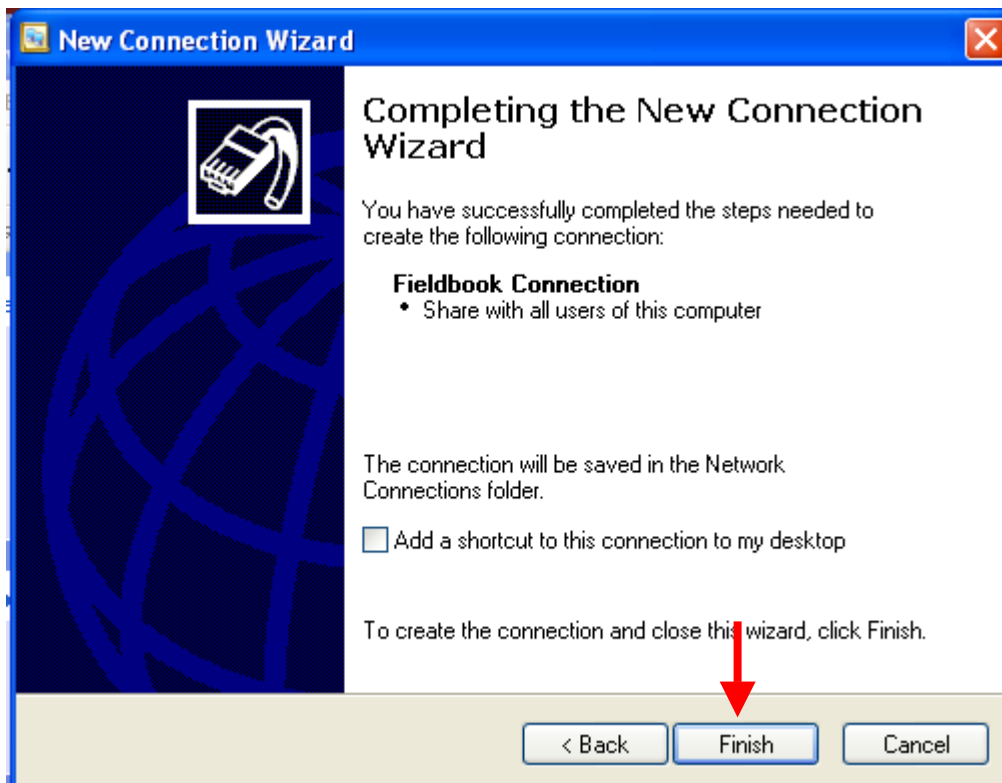 New Connection Wizard
Completing the New Connection
Wizard
You have successfully completed the steps needed to
create the following connection:
Fieldbook Connection
• Share with all users of this computer
The connection will be saved in the Network
Connections folder.
Add a shortcut to this connection to my desktop
To create the connection and close this wizard, click Finish.
< Back Finish Cancel